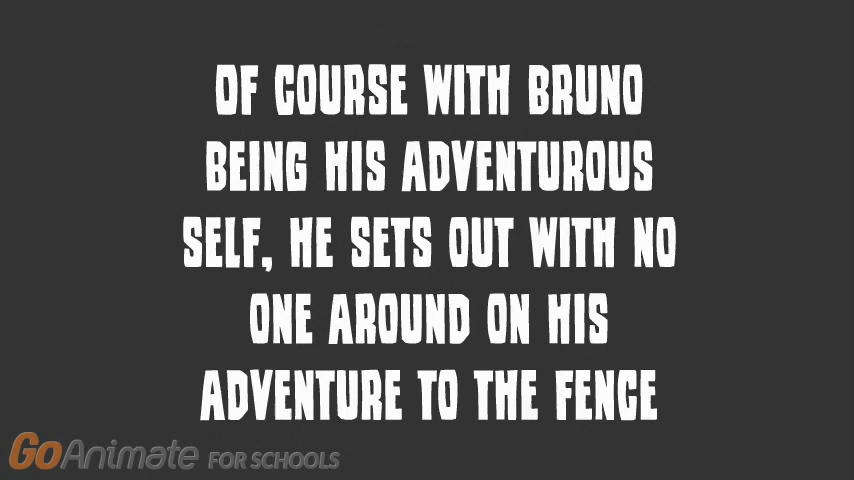 OF COURSE WITH BRUNO
BEING HIS ADVENTUROUS
SELF, HE SETS OUT WITH NO
ONE AROUND ON HIS
ADVENTURE TO THE FENCE
GoAnimate FOR SCHOOLS